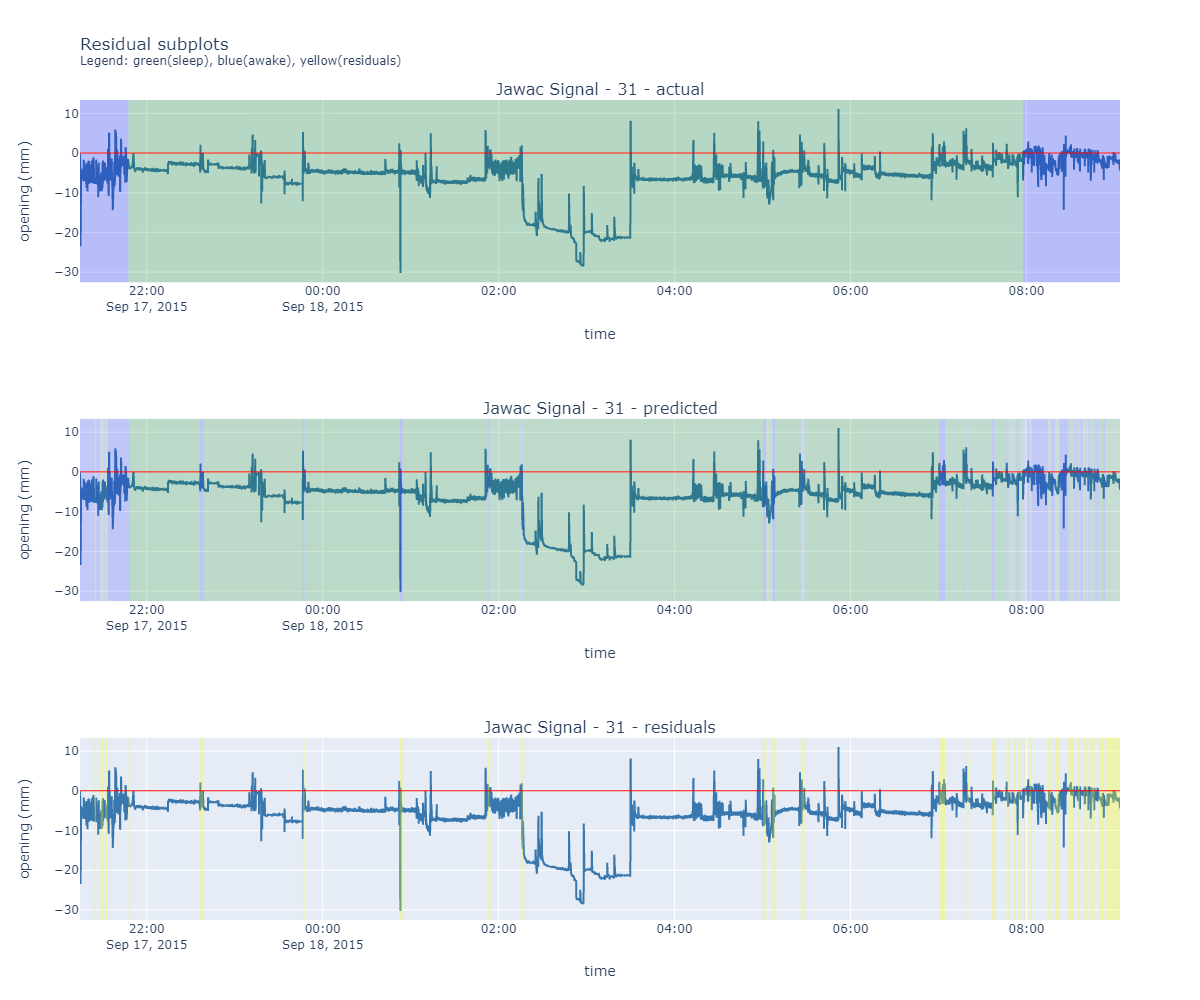 Residual subplots
Legend: green(sleep), blue(awake), yellow(residuals)
Jawac Signal - 31 - actual
opening (mm)
10
0
−10
−20
−30
22:00 00:00 02:00 04:00 06:00 08:00
Sep 17, 2015 Sep 18, 2015
time
Jawac Signal - 31 - predicted
opening (mm)
10
0
−10
−20
−30
22:00 00:00 02:00 04:00 06:00 08:00
Sep 17, 2015 Sep 18, 2015
time
Jawac Signal - 31 - residuals
opening (mm)
10
0
−10
−20
−30
22:00 00:00 02:00 04:00 06:00 08:00
Sep 17, 2015 Sep 18, 2015
time